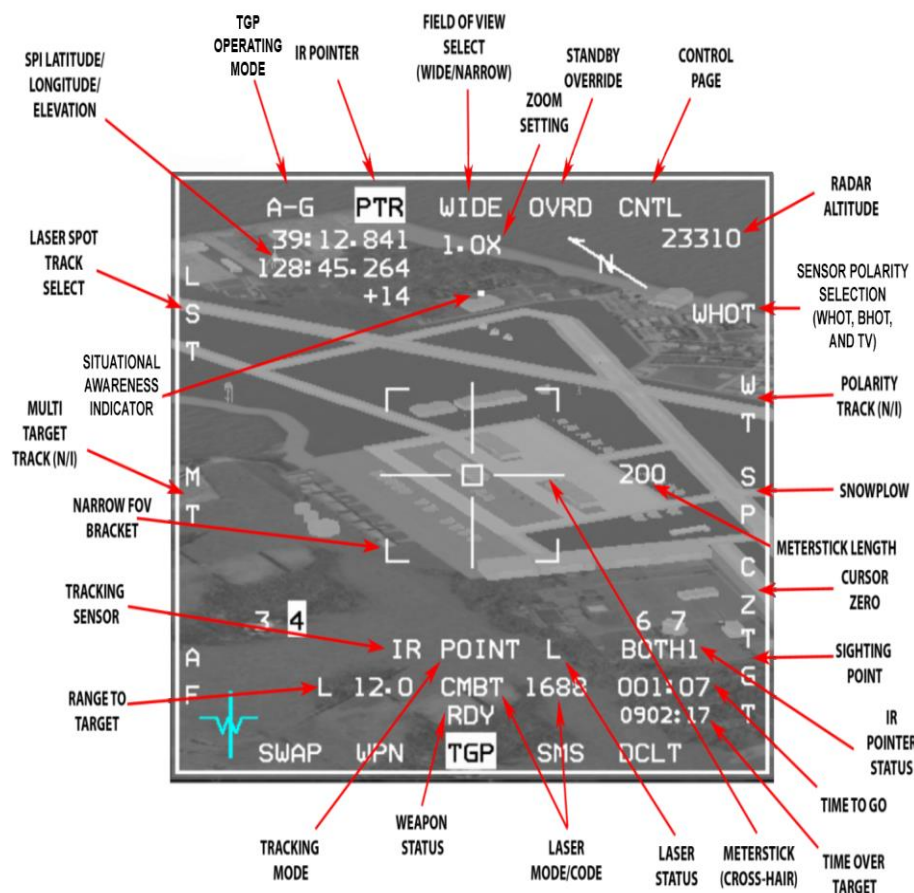 TGP
OPERATING
MODE
IR POINTER
FIELD OF VIEW
SELECT
(WIDE/NARROW)
STANDBY
OVERRIDE
CONTROL
PAGE
SPI LATITUDE/
LONGITUDE/
ELEVATION
ZOOM
SETTING
RADAR
ALTITUDE
LASER SPOT
TRACK
SELECT
SENSOR POLARITY
SELECTION
(WHOT, BHOT,
AND TV)
SITUATIONAL
AWARENESS
INDICATOR
POLARITY
TRACK (N/I)
MULTI
TARGET
TRACK (N/I)
SNOWPLOW
NARROW FOV
BRACKET
METERSTICK LENGTH
CURSOR
ZERO
TRACKING
SENSOR
SIGHTING
POINT
RANGE TO
TARGET
IR
POINTER
STATUS
TIME TO GO
TRACKING
MODE
WEAPON
STATUS
LASER
MODE/CODE
LASER
STATUS
METERSTICK
(CROSS-HAIR)
TIME OVER
TARGET
A-G PTR WIDE OVRD CNTL
39:12.841 1.0X 23310
128:45.264 N
+14
L
S
T
WHOT
W
T
M
T
200
S
P
C
Z
T
G
T
3 4 6 7
A
F
IR POINT L BOTH1
L 12.0 CMBT 1688 001:07
RDY 0902:17
SWAP WPN TGP SMS DCLT